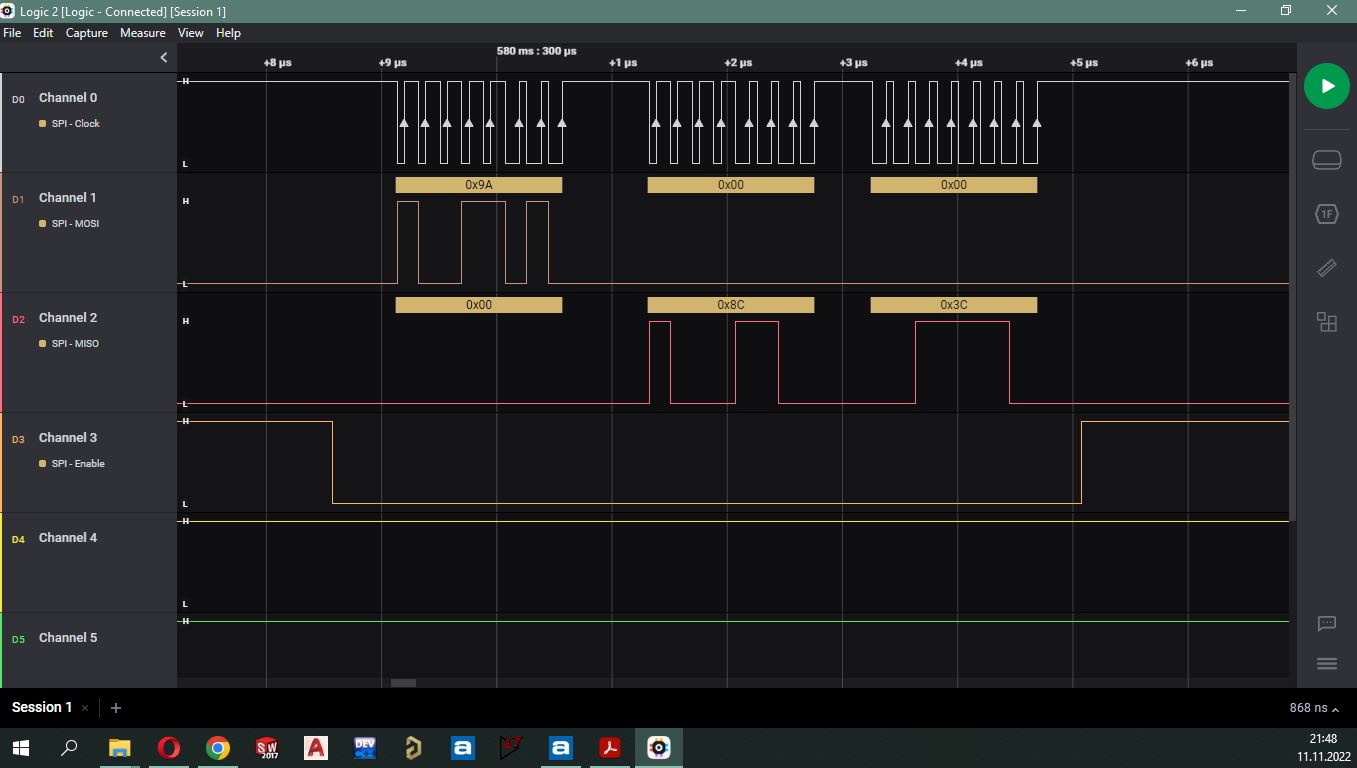 Logic 2 [Logic - Connected] [Session 1]
File Edit Capture Measure View Help
580 ms : 300 µs
+8 µs +9 µs +1 µs +2 µs +3 µs +4 µs +5 µs +6 µs
D0 Channel 0
SPI - Clock
H
L
0x9A 0x00 0x00
D1 Channel 1
SPI - MOSI
H
L
0x00 0x8C 0x3C
D2 Channel 2
SPI - MISO
H
L
D3 Channel 3
SPI - Enable
H
L
D4 Channel 4
H
L
D5 Channel 5
H
1F
Session 1 × +
868 ns
SW
2017
A
DEV
C++
a
a
21:48
11.11.2022